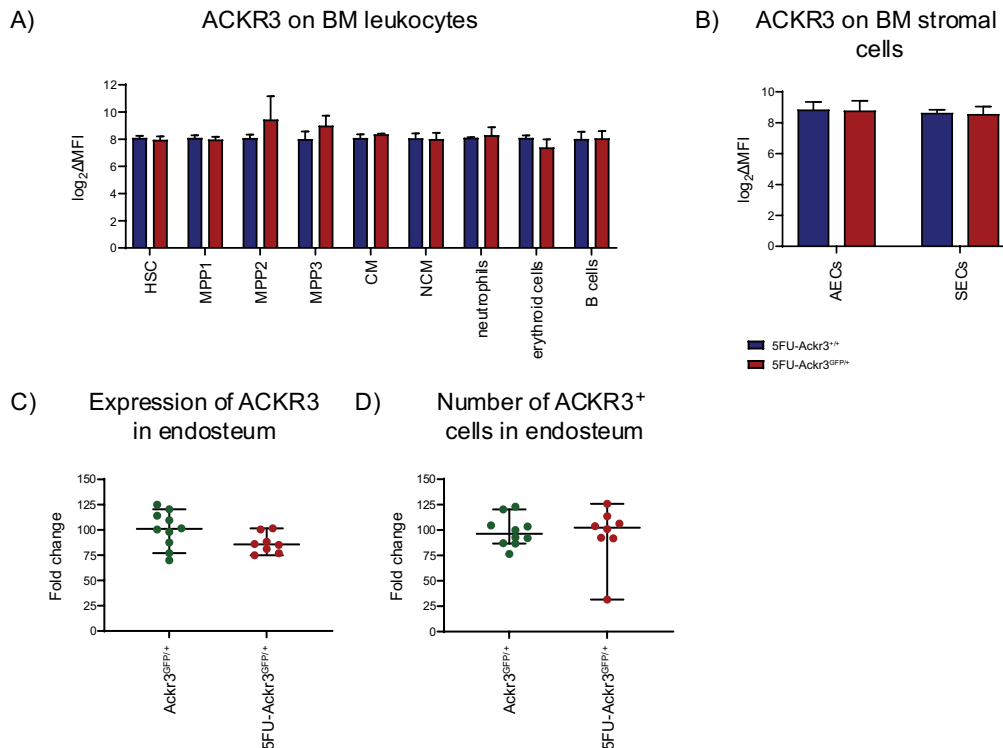 A)
ACKR3 on BM leukocytes
log₂ΔMFI
12
10
8
6
4
2
0
HSC
MPP1
MPP2
MPP3
CM
NCM
neutrophils
erythroid cells
B cells
B)
ACKR3 on BM stromal
cells
log₂ΔMFI
10
8
6
4
2
0
AECs
SECs
5FU-Ackr3⁺/⁺
5FU-Ackr3ᴳᶠᴾ/⁺
C)
Expression of ACKR3
in endosteum
Fold change
150
125
100
75
50
25
0
Ackr3ᴳᶠᴾ/⁺
5FU-Ackr3ᴳᶠᴾ/⁺
D)
Number of ACKR3⁺
cells in endosteum
Fold change
150
125
100
75
50
25
0
Ackr3ᴳᶠᴾ/⁺
5FU-Ackr3ᴳᶠᴾ/⁺